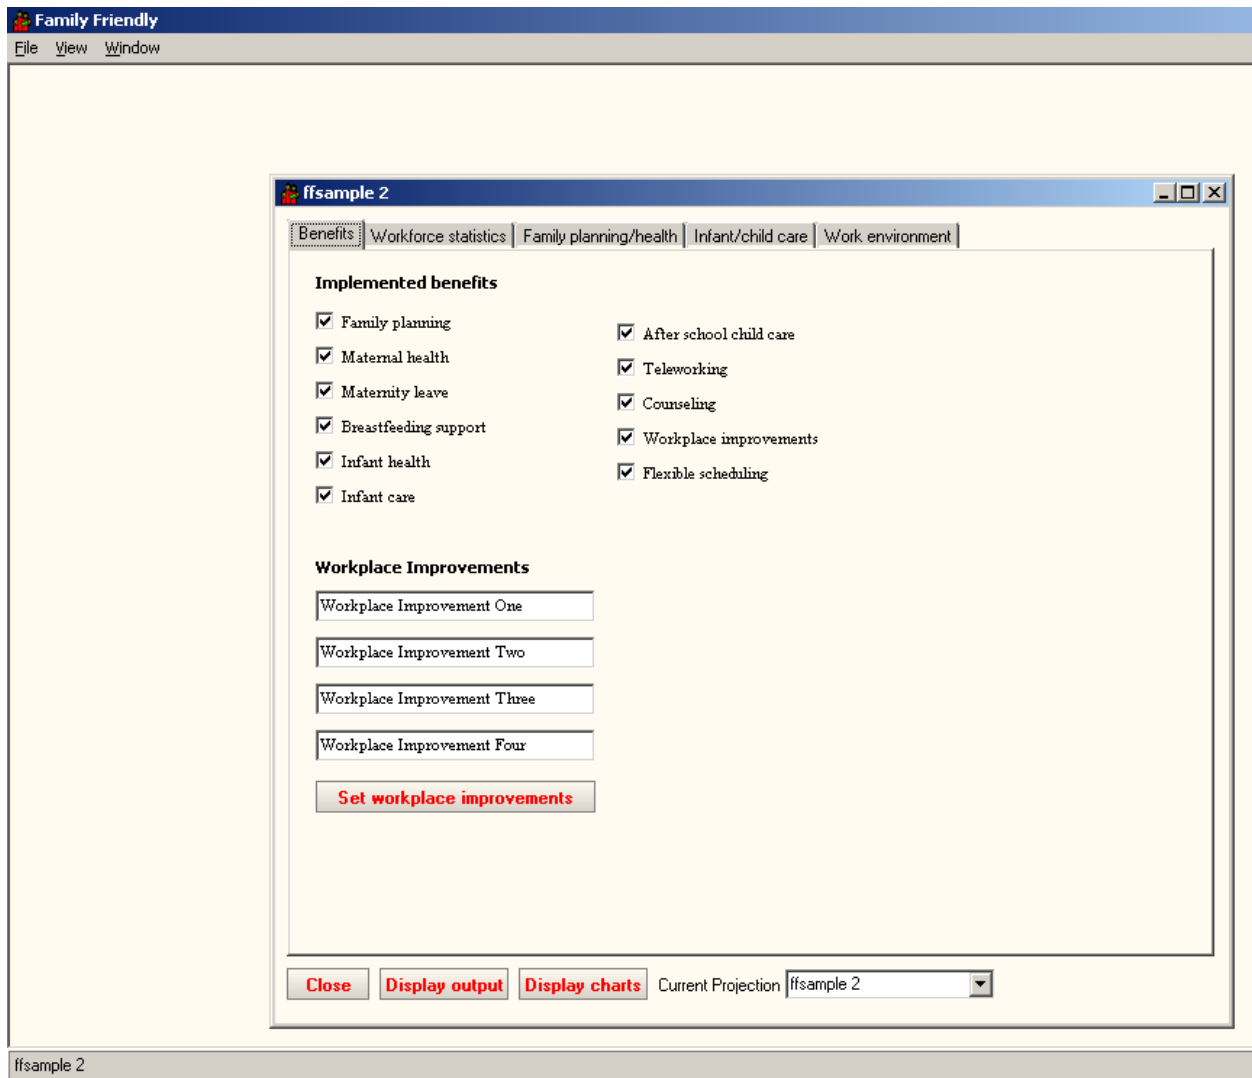 Family Friendly
File View Window
ffsample 2
Benefits Workforce statistics Family planning/health Infant/child care Work environment
Implemented benefits
Family planning
Maternal health
Maternity leave
Breastfeeding support
Infant health
Infant care
After school child care
Teleworking
Counseling
Workplace improvements
Flexible scheduling
Workplace Improvements
Workplace Improvement One
Workplace Improvement Two
Workplace Improvement Three
Workplace Improvement Four
Set workplace improvements
Close Display output Display charts Current Projection ffsample 2
ffsample 2